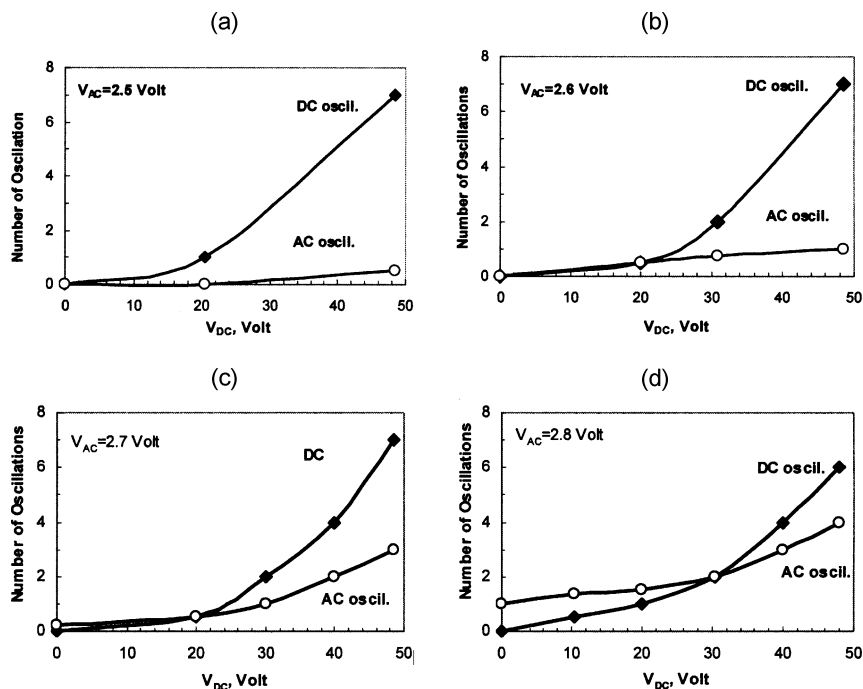 (a)
8
7
6
5
4
3
2
1
0
Number of Oscilation
V_AC=2.5 Volt
DC oscil.
AC oscil.
0 10 20 30 40 50
V_DC, Volt
(b)
8
6
4
2
0
Number of Oscillations
V_AC=2.6 Volt
DC oscil.
AC oscil.
0 10 20 30 40 50
V_DC, Volt
(c)
8
6
4
2
0
Number of Oscillations
V_AC=2.7 Volt
DC
AC oscil.
0 10 20 30 40 50
V_DC, Volt
(d)
8
6
4
2
0
Number of Oscillations
V_AC=2.8 Volt
DC oscil.
AC oscil.
0 10 20 30 40 50
V_DC, Volt